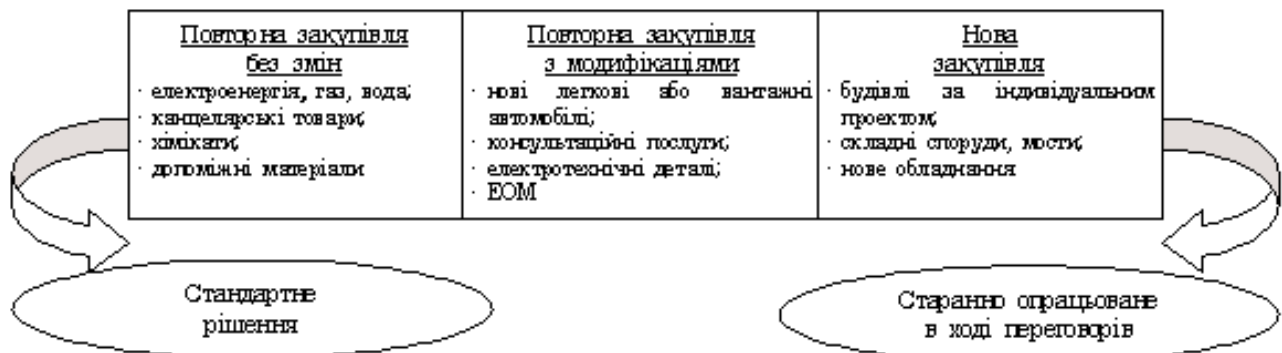 Повторна закупівля
без змін
· електроенергія, газ, вода;
· канцелярські товари;
· хімікати;
· допоміжні матеріали
Повторна закупівля
з модифікаціями
· нові легкові або вантажні
автомобілі;
· консультаційні послуги;
· електротехнічні деталі;
· ЕОМ
Нова
закупівля
· будівлі за індивідуальним
проектом;
· складні споруди, мости;
· нове обладнання
Стандартне
рішення
Старанно опрацьоване
в ході переговорів